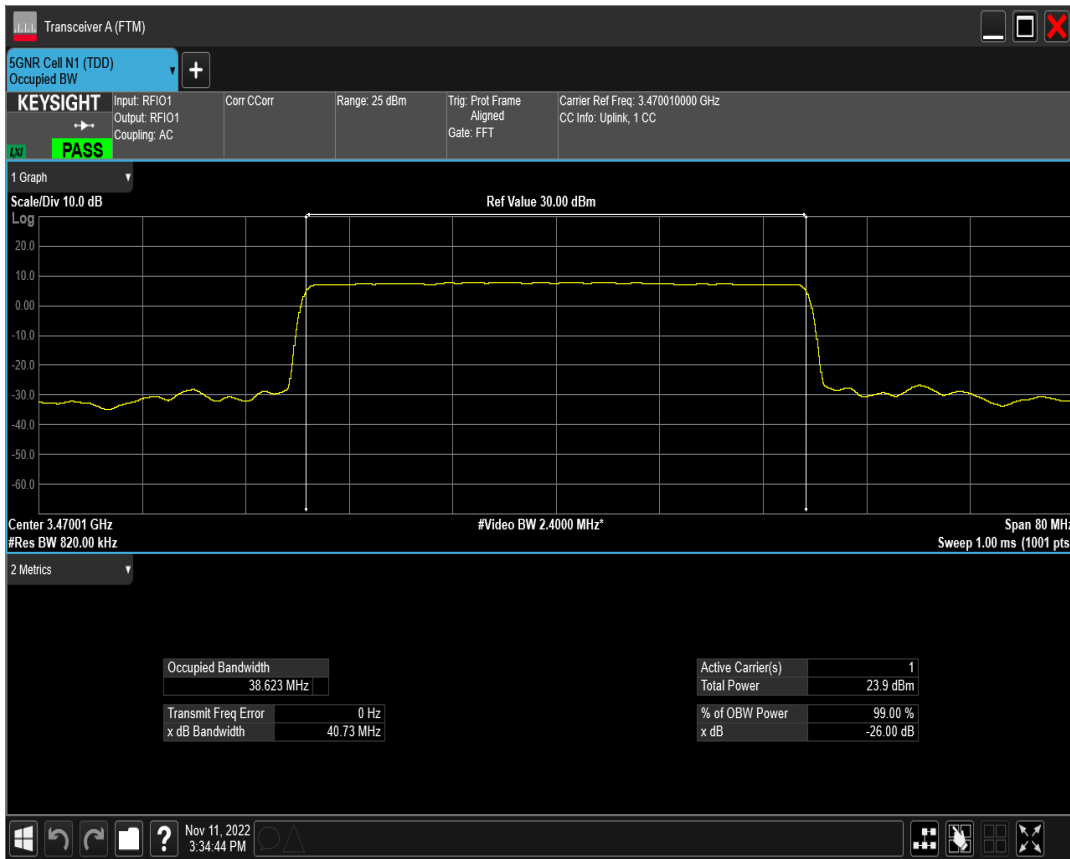 Transceiver A (FTM)
5GNR Cell N1 (TDD)
Occupied BW
+
KEYSIGHT
LXI
PASS
Input: RFIO1
Output: RFIO1
Coupling: AC
Corr CCorr
Range: 25 dBm
Trig: Prot Frame
Aligned
Gate: FFT
Carrier Ref Freq: 3.470010000 GHz
CC Info: Uplink, 1 CC
1 Graph
Scale/Div 10.0 dB
Ref Value 30.00 dBm
Log
20.0
10.0
0.00
-10.0
-20.0
-30.0
-40.0
-50.0
-60.0
Center 3.47001 GHz
#Video BW 2.4000 MHz*
Span 80 MHz
#Res BW 820.00 kHz
Sweep 1.00 ms (1001 pts
2 Metrics
Occupied Bandwidth
38.623 MHz
Transmit Freq Error 0 Hz
x dB Bandwidth 40.73 MHz
Active Carrier(s) 1
Total Power 23.9 dBm
% of OBW Power 99.00 %
x dB -26.00 dB
?
Nov 11, 2022
3:34:44 PM